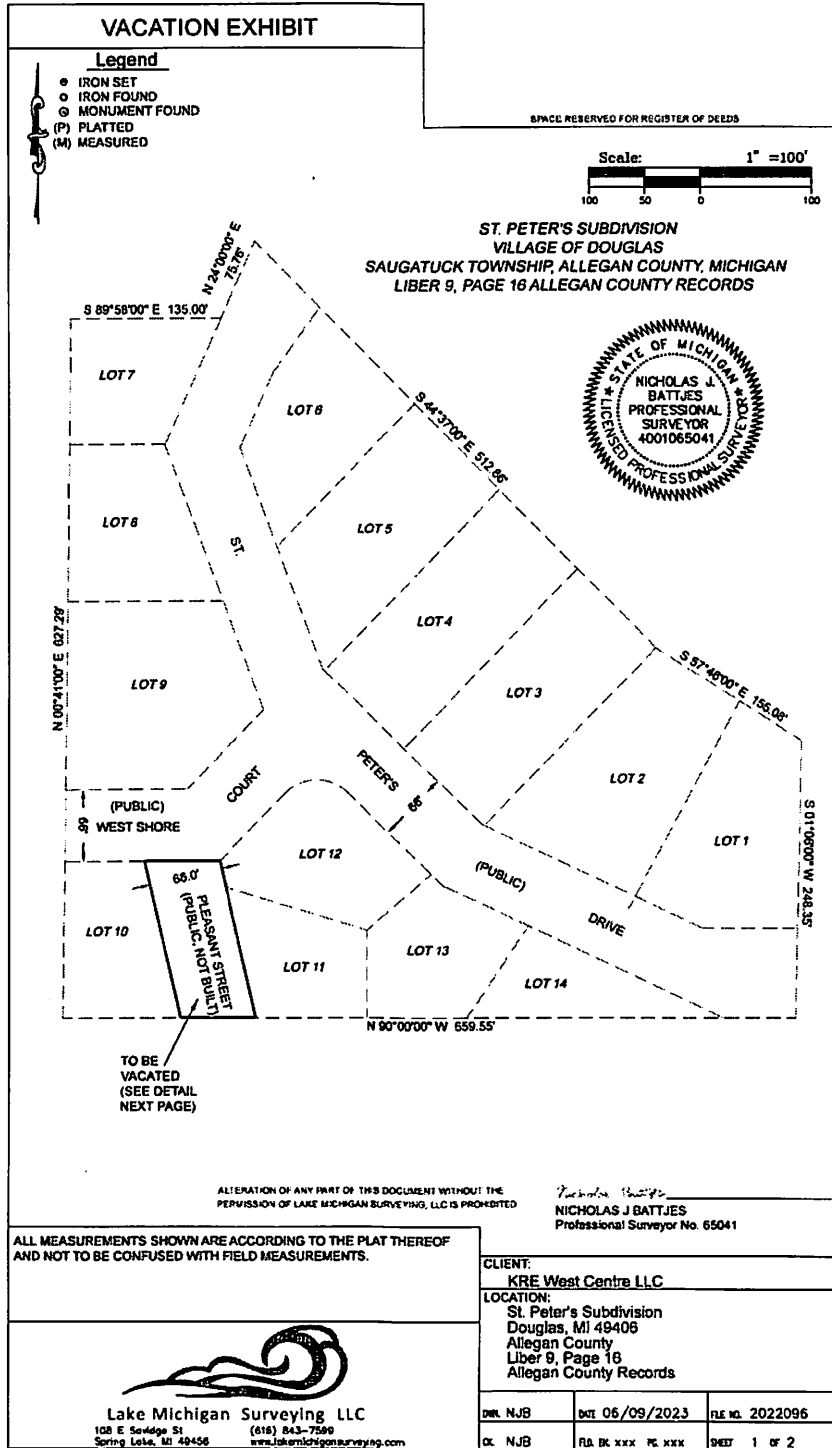 VACATION EXHIBIT
Legend
IRON SET
IRON FOUND
MONUMENT FOUND
(P) PLATTED
(M) MEASURED
SPACE RESERVED FOR REGISTER OF DEEDS
Scale: 1" =100'
100 50 0 100
ST. PETER'S SUBDIVISION
VILLAGE OF DOUGLAS
SAUGATUCK TOWNSHIP, ALLEGAN COUNTY, MICHIGAN
LIBER 9, PAGE 16 ALLEGAN COUNTY RECORDS
STATE OF MICHIGAN
NICHOLAS J.
BATTJES
PROFESSIONAL
SURVEYOR
4001065041
LICENSED PROFESSIONAL SURVEYOR
N 24°00'00" E
75.76'
S 89°58'00" E 135.00'
LOT 7
LOT 6
S 44°37'00" E 512.66'
LOT 8
ST.
LOT 5
LOT 4
N 00°41'00" E 627.29'
LOT 9
LOT 3
S 57°46'00" E 155.08'
PETER'S
66'
LOT 2
COURT
(PUBLIC)
WEST SHORE
66'
LOT 1
S 01°06'00" W 248.35'
LOT 12
(PUBLIC)
DRIVE
66.0'
PLEASANT STREET
(PUBLIC, NOT BUILT)
LOT 10
LOT 11
LOT 13
LOT 14
N 90°00'00" W 659.55'
TO BE
VACATED
(SEE DETAIL
NEXT PAGE)
ALTERATION OF ANY PART OF THIS DOCUMENT WITHOUT THE
PERMISSION OF LAKE MICHIGAN SURVEYING, LLC IS PROHIBITED
Nicholas Battjes
NICHOLAS J BATTJES
Professional Surveyor No. 65041
ALL MEASUREMENTS SHOWN ARE ACCORDING TO THE PLAT THEREOF
AND NOT TO BE CONFUSED WITH FIELD MEASUREMENTS.
CLIENT:
KRE West Centre LLC
LOCATION:
St. Peter's Subdivision
Douglas, MI 49406
Allegan County
Liber 9, Page 16
Allegan County Records
Lake Michigan Surveying LLC
108 E Savidge St (616) 843-7599
Spring Lake, MI 49456 www.lakemichigansurveying.com
DWN. NJB DATE 06/09/2023 FILE NO. 2022096
CK. NJB FLD. BK. xxx PG. xxx SHEET 1 OF 2